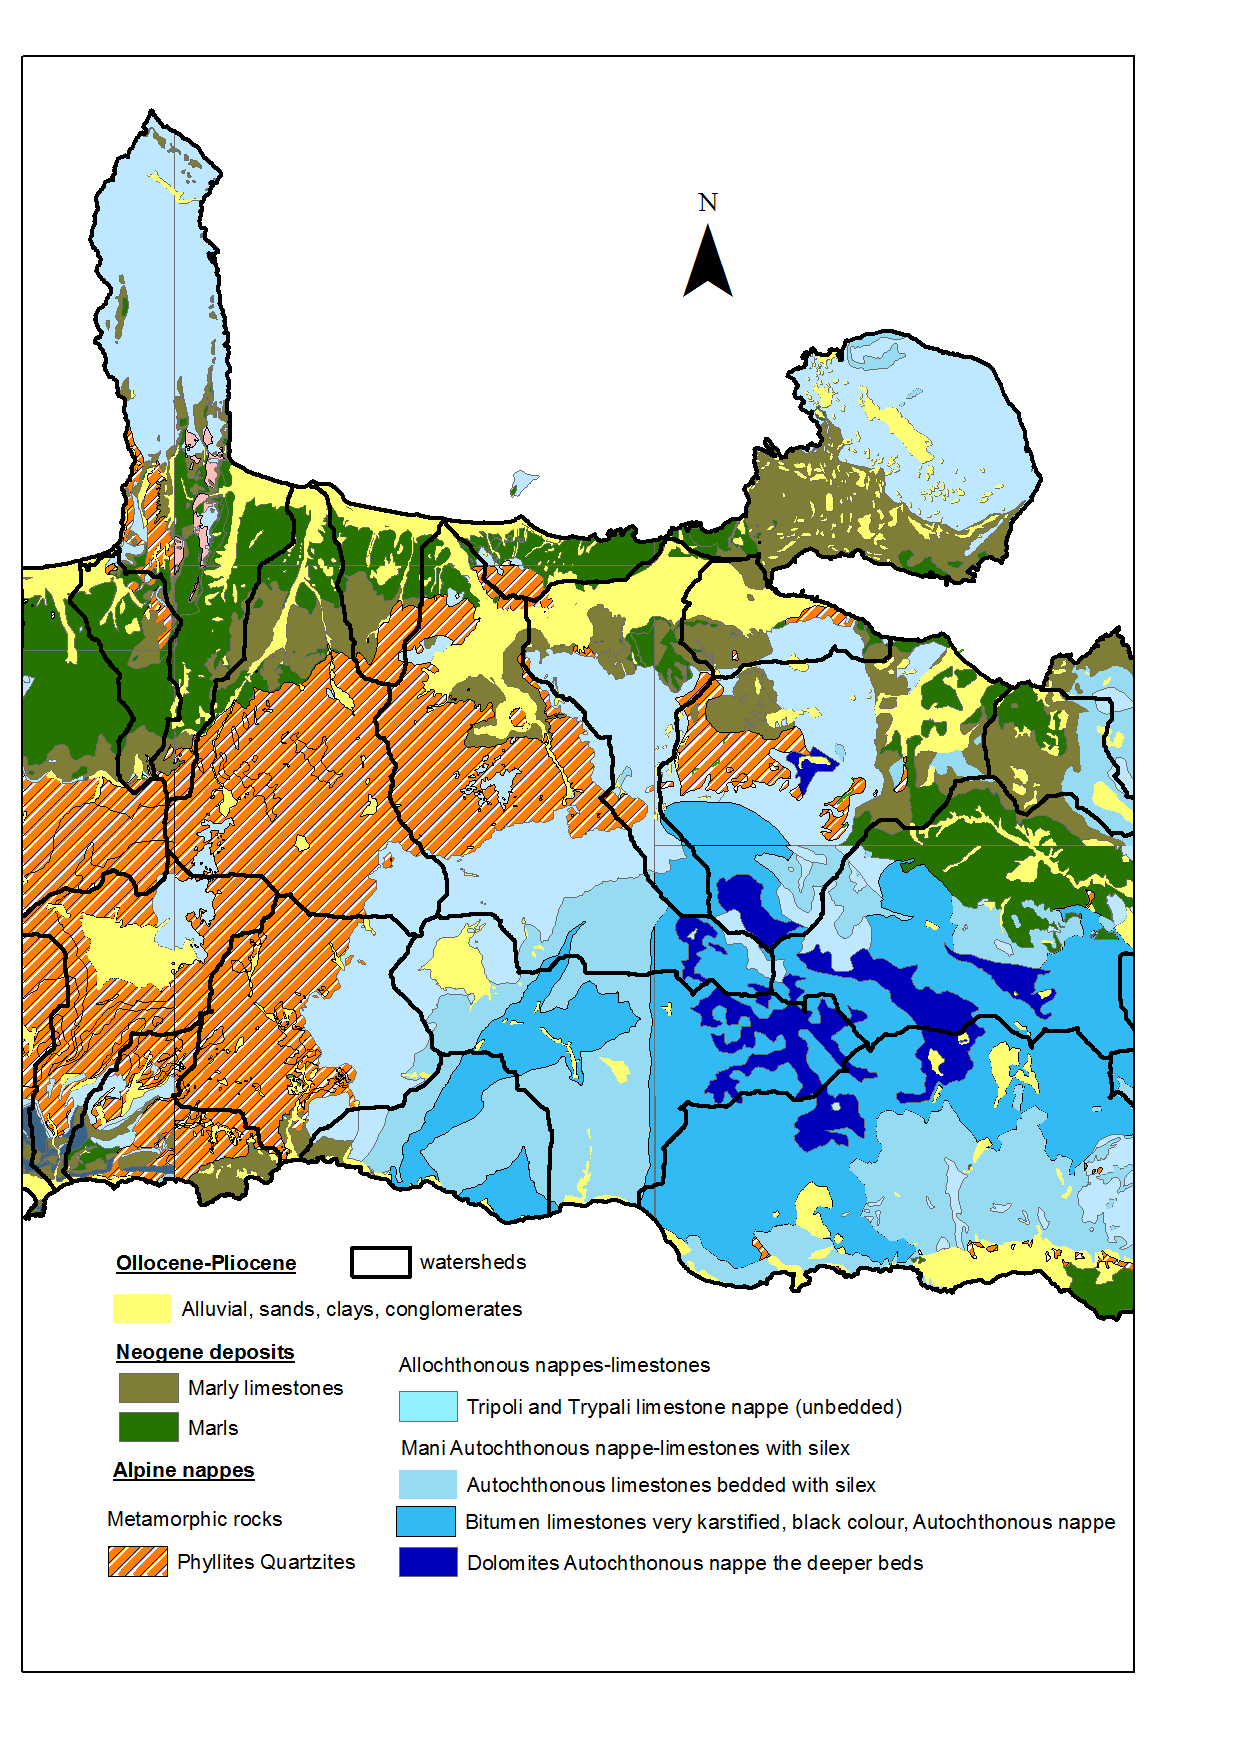 N
Ollocene-Pliocene
watersheds
Alluvial, sands, clays, conglomerates
Neogene deposits
Marly limestones
Marls
Alpine nappes
Metamorphic rocks
Phyllites Quartzites
Allochthonous nappes-limestones
Tripoli and Trypali limestone nappe (unbedded)
Mani Autochthonous nappe-limestones with silex
Autochthonous limestones bedded with silex
Bitumen limestones very karstified, black colour, Autochthonous nappe
Dolomites Autochthonous nappe the deeper beds